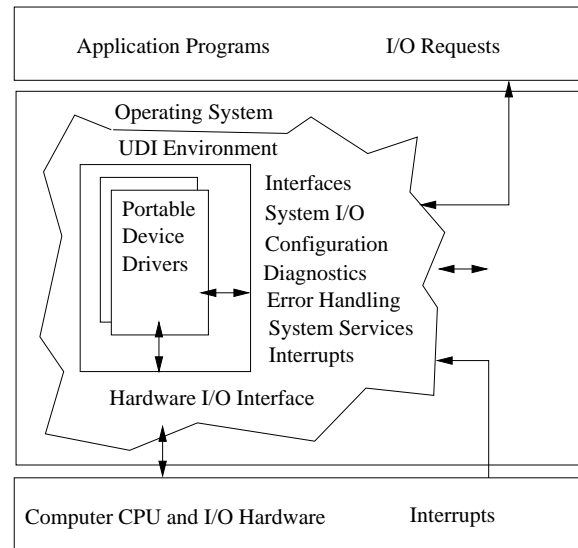 Application Programs
I/O Requests
Operating System
UDI Environment
Portable
Device
Drivers
Interfaces
System I/O
Configuration
Diagnostics
Error Handling
System Services
Interrupts
Hardware I/O Interface
Computer CPU and I/O Hardware
Interrupts